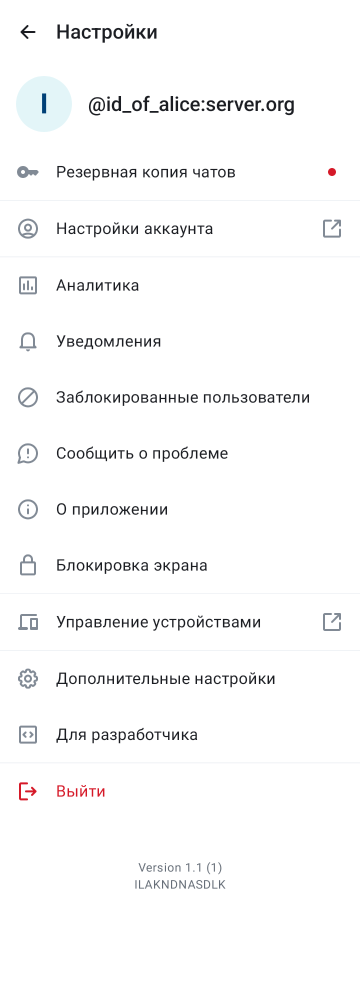 Настройки
I
@id_of_alice:server.org
Резервная копия чатов
Настройки аккаунта
Аналитика
Уведомления
Заблокированные пользователи
Сообщить о проблеме
О приложении
Блокировка экрана
Управление устройствами
Дополнительные настройки
Для разработчика
Выйти
Version 1.1 (1)
ILAKNDNASDLK